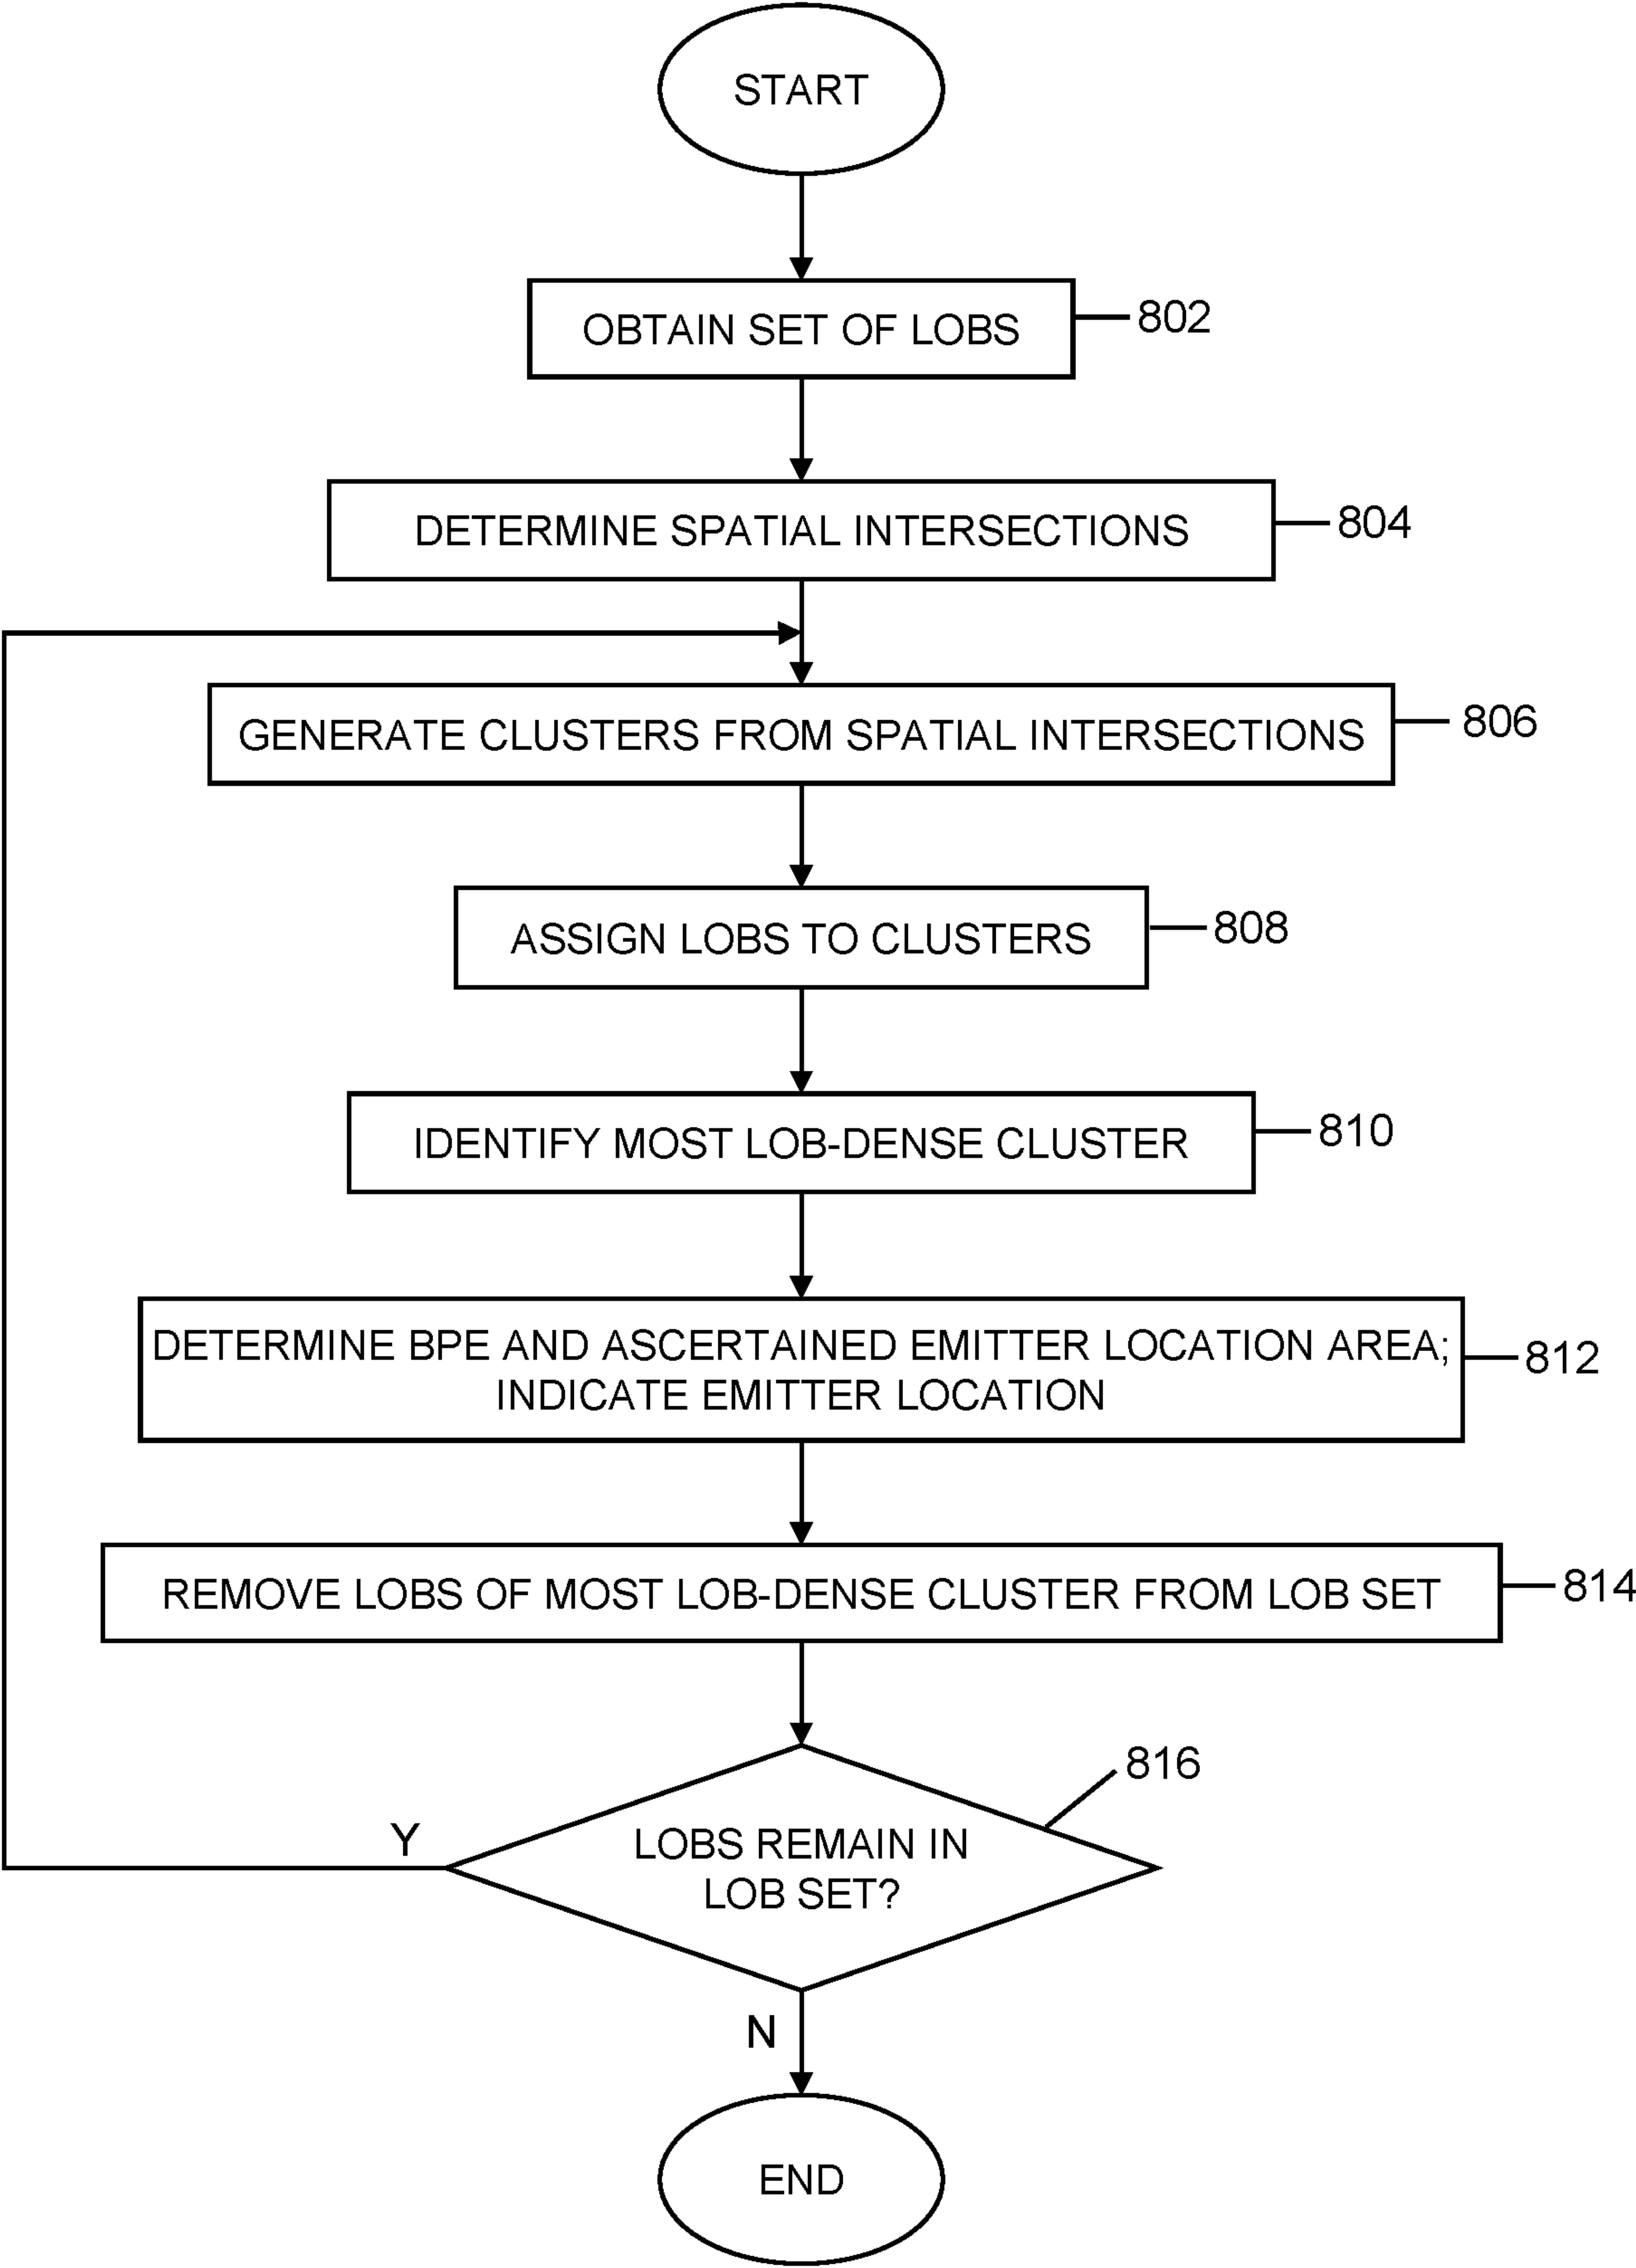 START
OBTAIN SET OF LOBS
802
DETERMINE SPATIAL INTERSECTIONS
804
GENERATE CLUSTERS FROM SPATIAL INTERSECTIONS
806
ASSIGN LOBS TO CLUSTERS
808
IDENTIFY MOST LOB-DENSE CLUSTER
810
DETERMINE BPE AND ASCERTAINED EMITTER LOCATION AREA;
INDICATE EMITTER LOCATION
812
REMOVE LOBS OF MOST LOB-DENSE CLUSTER FROM LOB SET
814
816
Y
LOBS REMAIN IN
LOB SET?
N
END